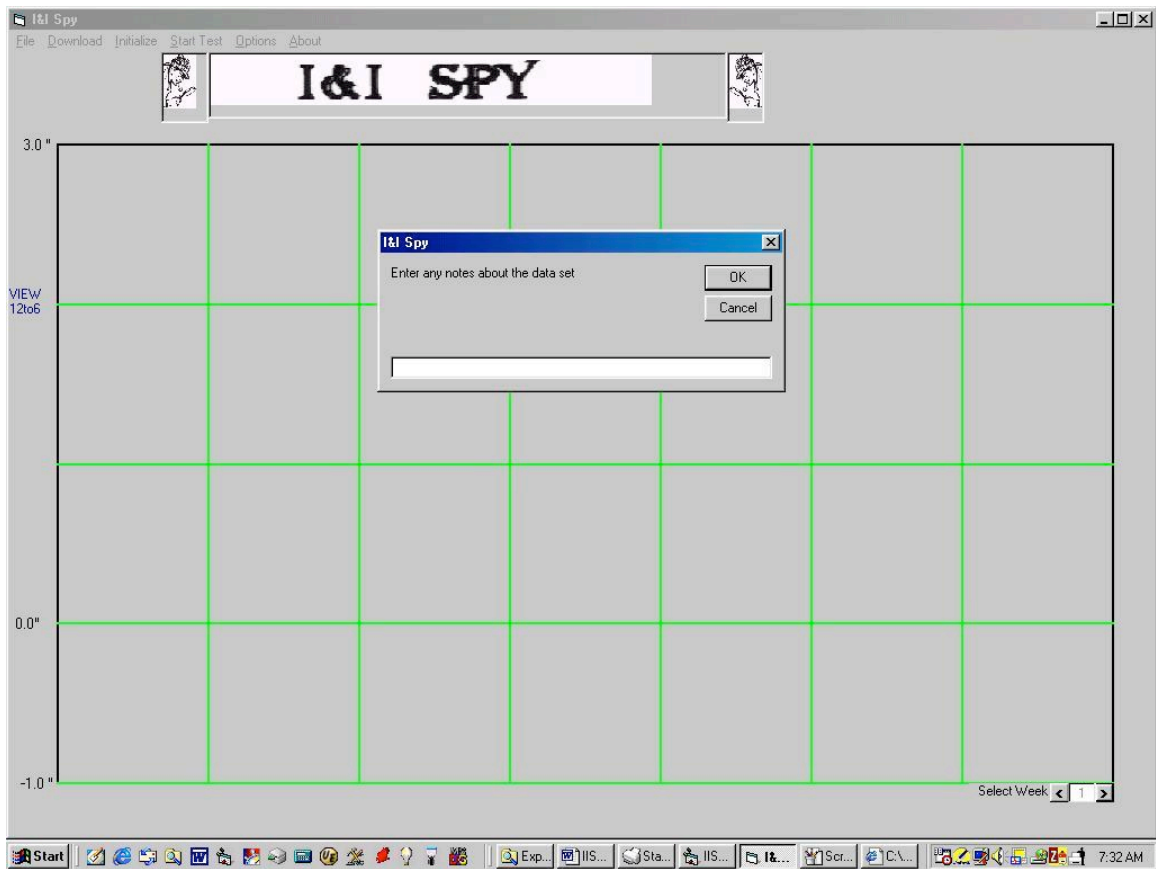 I&I Spy
File Download Initialize Start Test Options About
I&I SPY
3.0 "
I&I Spy
Enter any notes about the data set
OK
Cancel
VIEW
12to6
0.0"
-1.0 "
Select Week < 1 >
Start Exp... IIS... Sta... IIS... I&... Scr... C:\... 7:32 AM